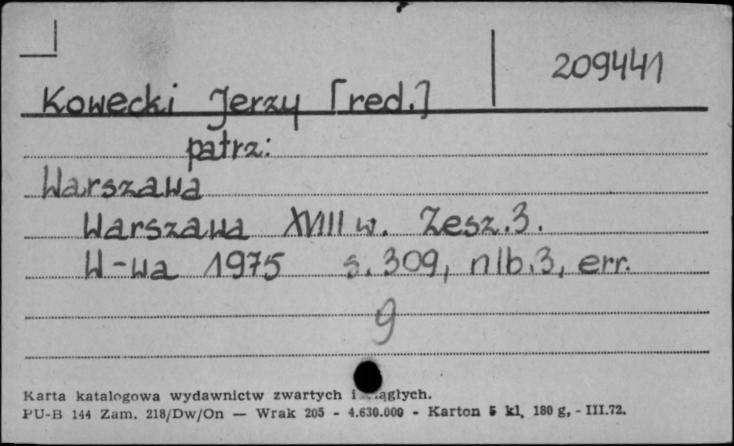 209441
Kowecki Jerzy [red.]
patrz:
Warszawa
Warszawa XVIII w. Zesz.3.
W-wa 1975 s. 309, nlb.3, err.
9
Karta katalogowa wydawnictw zwartych i ciągłych.
PU-B 144 Zam. 218/Dw/On — Wrak 205 - 4.630.000 - Karton 5 kl, 180 g, - III.72.